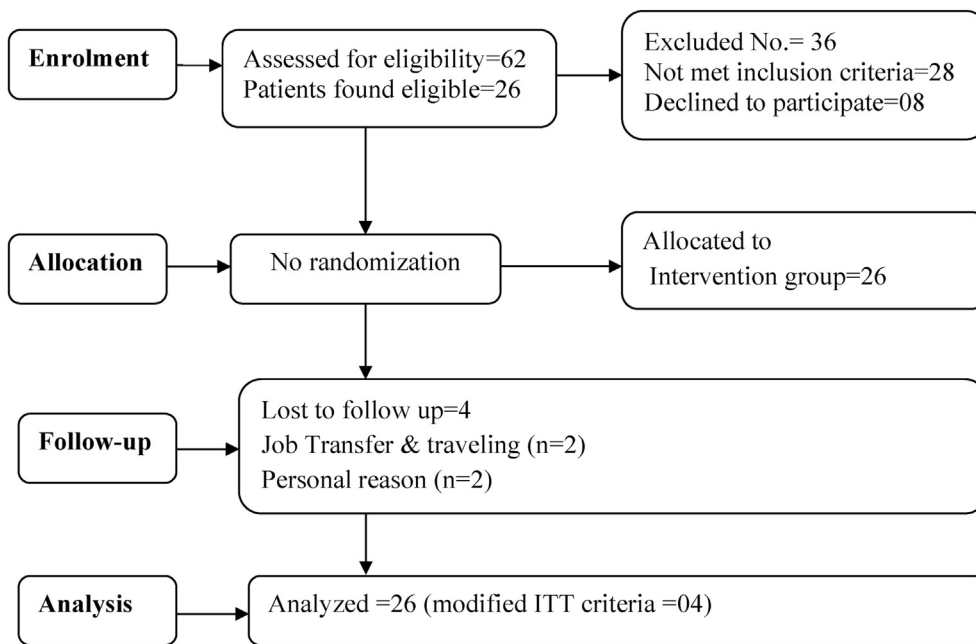 Enrolment
Assessed for eligibility=62
Patients found eligible=26
Excluded No.= 36
Not met inclusion criteria=28
Declined to participate=08
Allocation
No randomization
Allocated to
Intervention group=26
Follow-up
Lost to follow up=4
Job Transfer & traveling (n=2)
Personal reason (n=2)
Analysis
Analyzed =26 (modified ITT criteria =04)